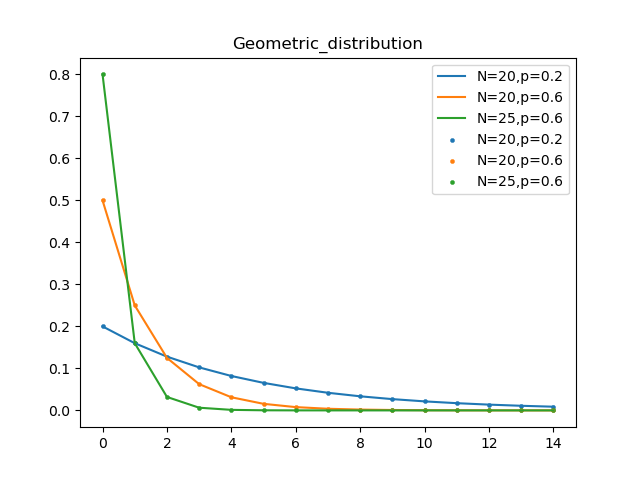 Geometric_distribution
0.8
0.7
0.6
0.5
0.4
0.3
0.2
0.1
0.0
N=20,p=0.2
N=20,p=0.6
N=25,p=0.6
N=20,p=0.2
N=20,p=0.6
N=25,p=0.6
0 2 4 6 8 10 12 14